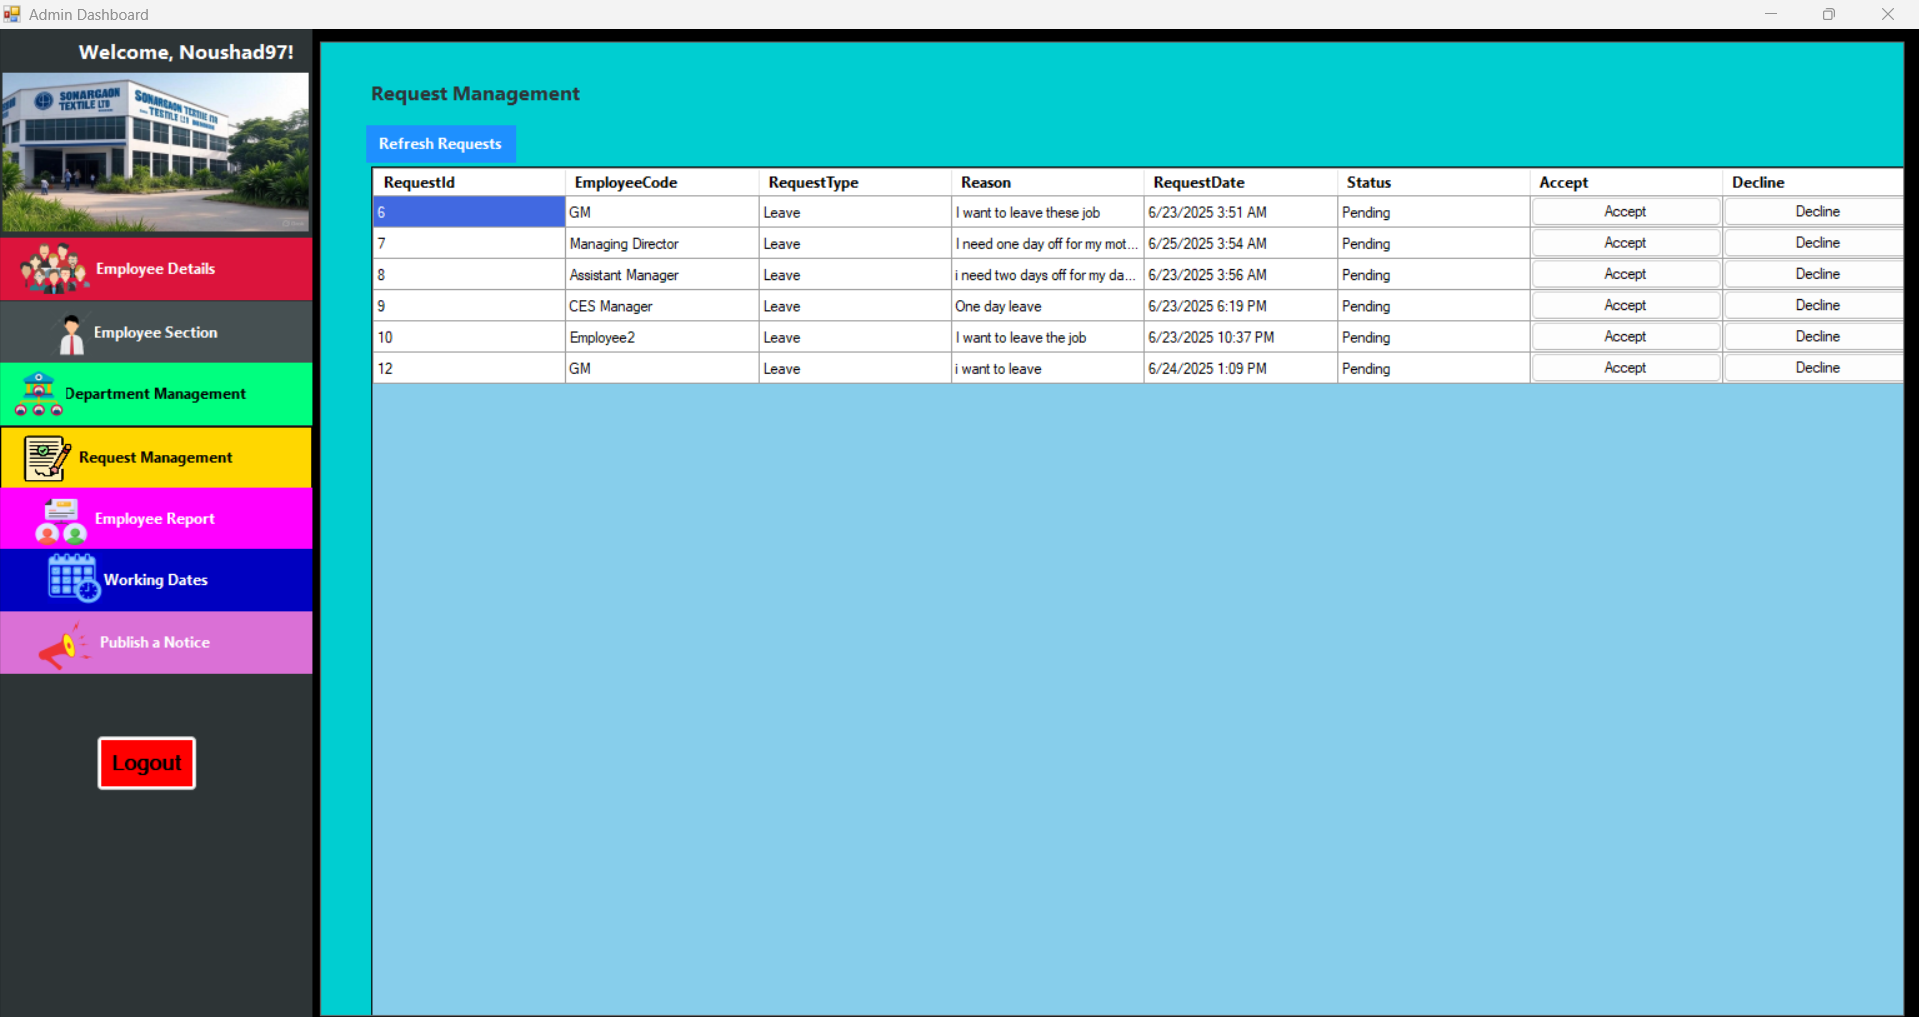 Admin Dashboard
Welcome, Noushad97!
SONARGAON
TEXTILE LTD
Employee Details
Employee Section
Department Management
Request Management
Employee Report
Working Dates
Publish a Notice
Logout
Request Management
Refresh Requests
RequestId EmployeeCode RequestType Reason RequestDate Status Accept Decline
6 GM Leave I want to leave these job 6/23/2025 3:51 AM Pending Accept Decline
7 Managing Director Leave I need one day off for my mot... 6/25/2025 3:54 AM Pending Accept Decline
8 Assistant Manager Leave i need two days off for my da... 6/23/2025 3:56 AM Pending Accept Decline
9 CES Manager Leave One day leave 6/23/2025 6:19 PM Pending Accept Decline
10 Employee2 Leave I want to leave the job 6/23/2025 10:37 PM Pending Accept Decline
12 GM Leave i want to leave 6/24/2025 1:09 PM Pending Accept Decline